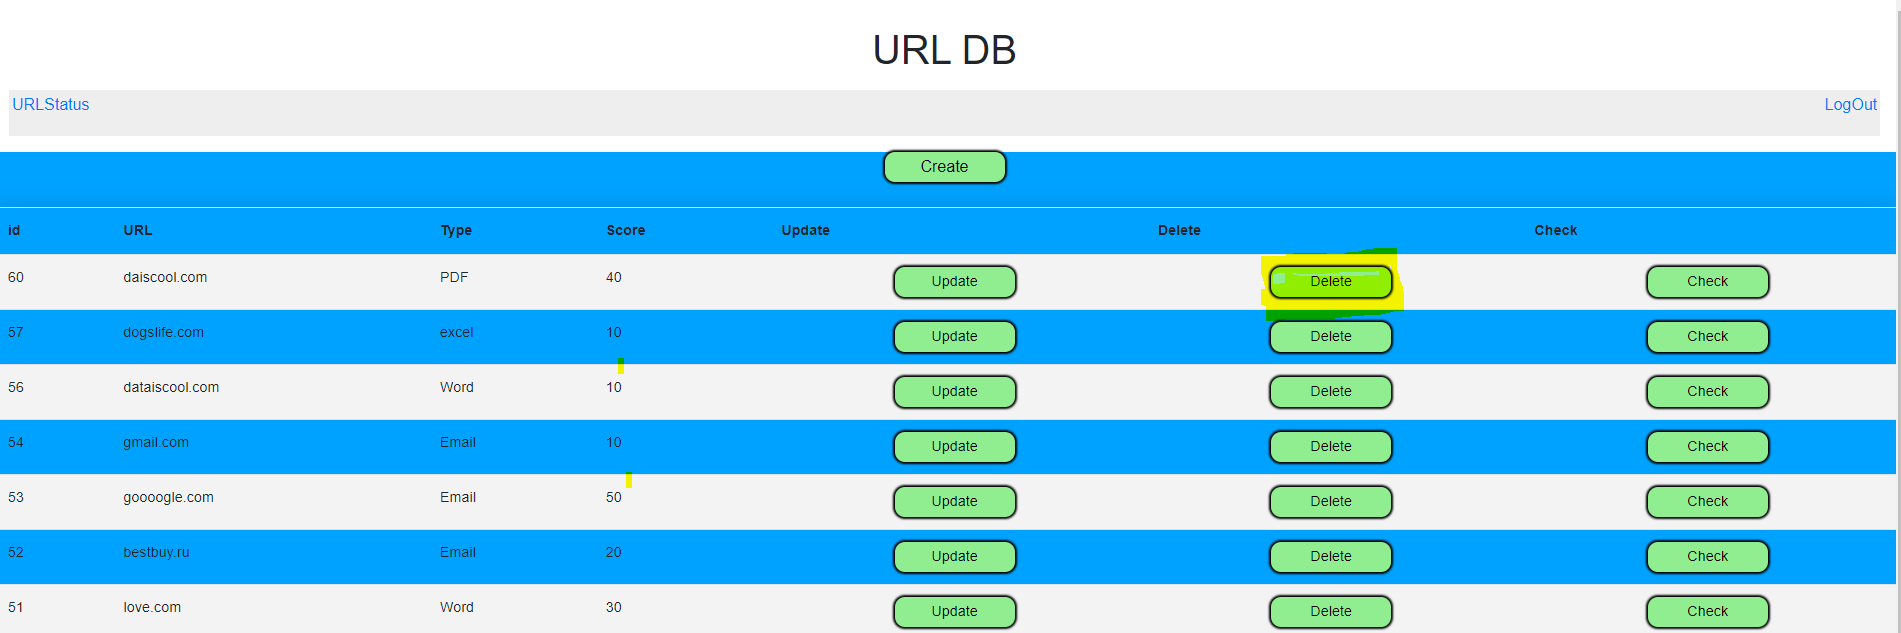 URL DB
URLStatus LogOut
Create
id URL Type Score Update Delete Check
60 daiscool.com PDF 40 Update Delete Check
57 dogslife.com excel 10 Update Delete Check
56 dataiscool.com Word 10 Update Delete Check
54 gmail.com Email 10 Update Delete Check
53 goooogle.com Email 50 Update Delete Check
52 bestbuy.ru Email 20 Update Delete Check
51 love.com Word 30 Update Delete Check